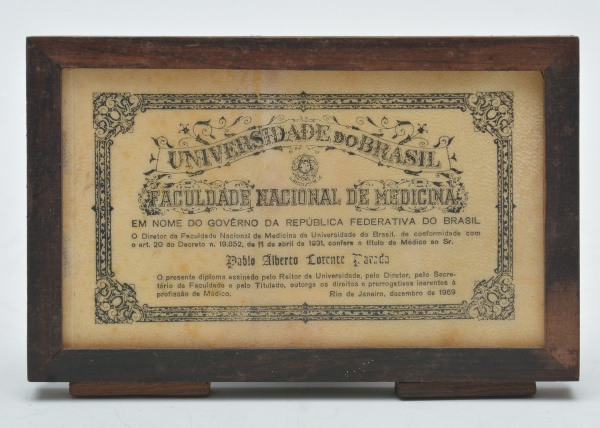 UNIVERSIDADE DO BRASIL
FACULDADE NACIONAL DE MEDICINA
EM NOME DO GOVÊRNO DA REPÚBLICA FEDERATIVA DO BRASIL
O Diretor da Faculdade Nacional de Medicina da Universidade do Brasil, de conformidade com
o art. 20 do Decreto n. 19.852, de 11 de abril de 1931, confere o título de Médico ao Sr.
Pablo Alberto Lorente Parada
O presente diploma assinado pelo Reitor da Universidade, pelo Diretor, pelo Secre-
tário da Faculdade e pelo Titulado, outorga os direitos e prerrogativas inerentes à
profissão de Médico. Rio de Janeiro, dezembro de 1969